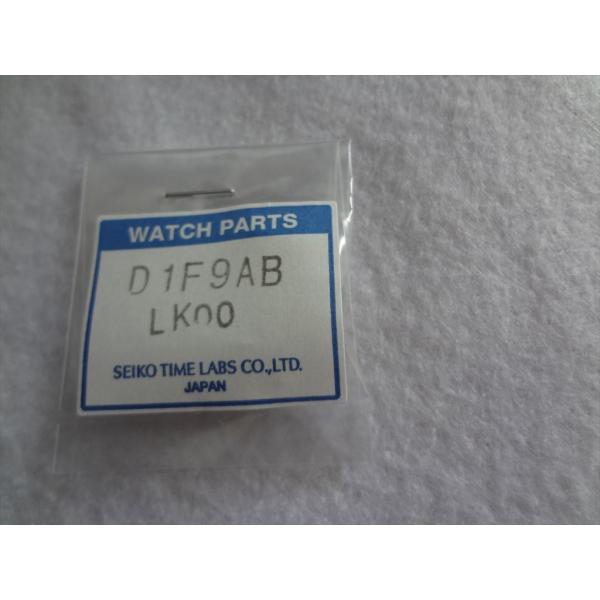 WATCH PARTS
D1F9AB
LK00
SEIKO TIME LABS CO.,LTD.
JAPAN